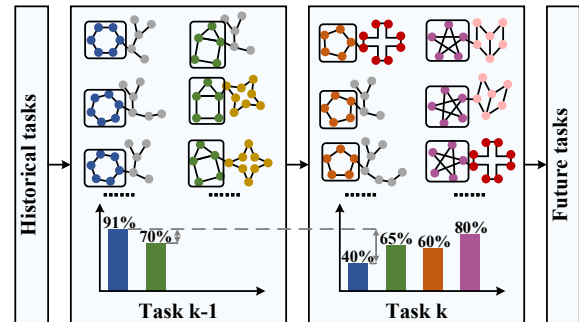 Historical tasks
91%
70%
Task k-1
40%
65%
60%
80%
Task k
Future tasks